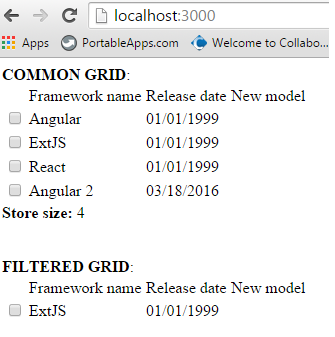 localhost:3000
Apps PortableApps.com Welcome to Collabo...
COMMON GRID:
Framework name Release date New model
Angular 01/01/1999
ExtJS 01/01/1999
React 01/01/1999
Angular 2 03/18/2016
Store size: 4
FILTERED GRID:
Framework name Release date New model
ExtJS 01/01/1999